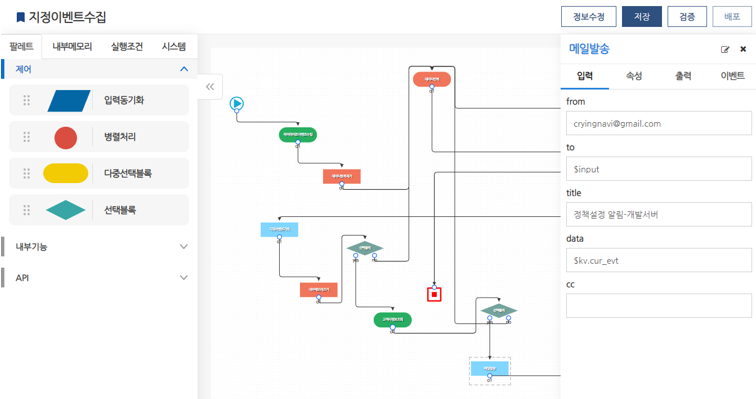 지정이벤트수집
정보수정
저장
검증
배포
팔레트
내부메모리
실행조건
시스템
제어
입력동기화
병렬처리
다중선택블록
선택블록
내부기능
API
메일발송
입력
속성
출력
이벤트
from
cryingnavi@gmail.com
to
$input
title
정책설정 알림-개발서버
data
$kv.cur_evt
cc